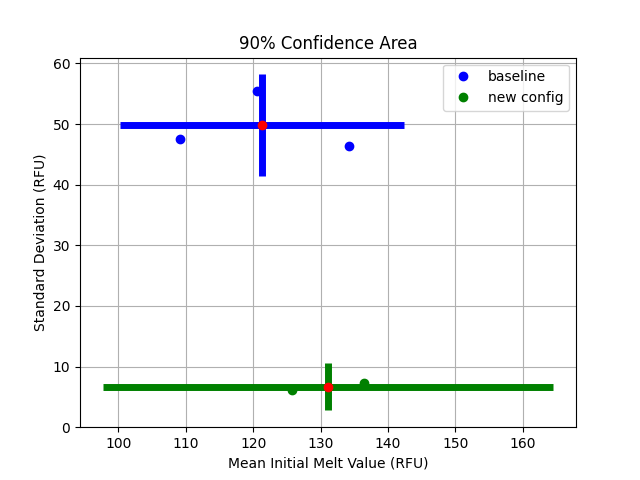 90% Confidence Area
baseline
new config
Standard Deviation (RFU)
60
50
40
30
20
10
0
100 110 120 130 140 150 160
Mean Initial Melt Value (RFU)